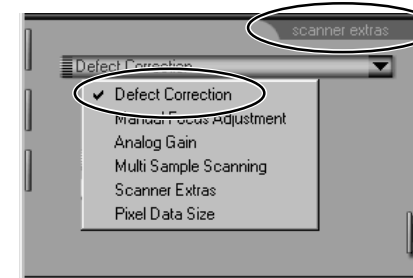 scanner extras
Defect Correction
✔ Defect Correction
Manual Focus Adjustment
Analog Gain
Multi Sample Scanning
Scanner Extras
Pixel Data Size